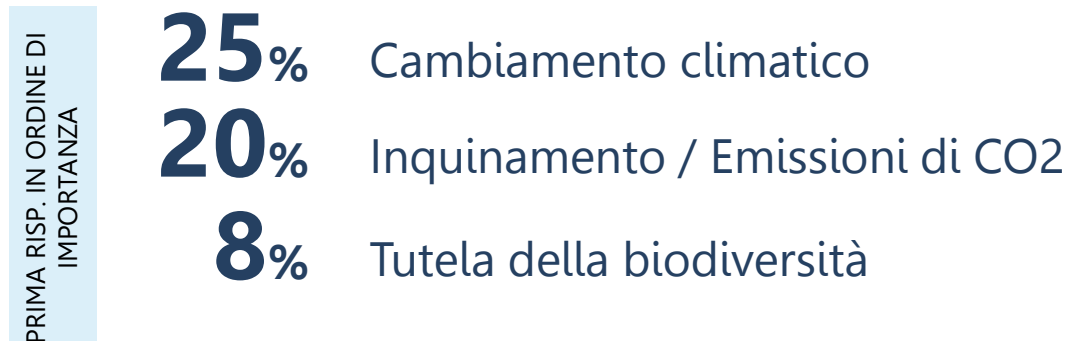 PRIMA RISP. IN ORDINE DI
IMPORTANZA
25% Cambiamento climatico
20% Inquinamento / Emissioni di CO2
8% Tutela della biodiversità